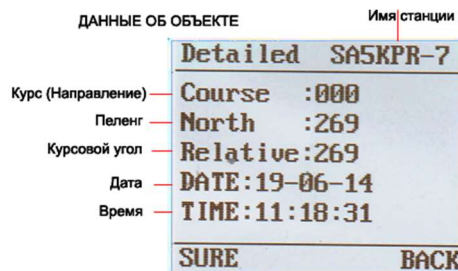 ДАННЫЕ ОБ ОБЪЕКТЕ
Имя станции
Detailed SA5KPR-7
Курс (Направление) Course :000
Пеленг North :269
Курсовой угол Relative:269
Дата DATE:19-06-14
Время TIME:11:18:31
SURE BACK